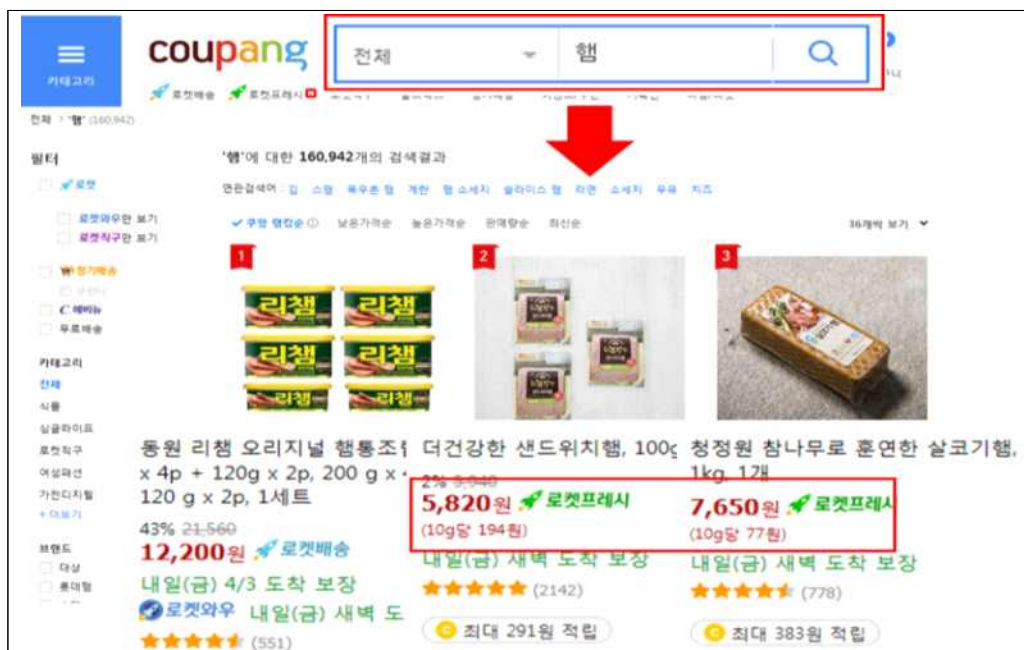 coupang
전체
햄
카테고리
로켓배송
로켓프레시
전체 > '햄' (160,942)
'햄'에 대한 160,942개의 검색결과
필터
로켓
로켓와우만 보기
로켓직구만 보기
정기배송
무료배송
연관검색어 : 김 스팸 목우촌 햄 계란 햄 소세지 슬라이스 햄 라면 소세지 우유 치즈
쿠팡 랭킹순 낮은가격순 높은가격순 판매량순 최신순
36개씩 보기
1
2
3
리챔
리챔
리챔
리챔
리챔
리챔
카테고리
전체
식품
싱글라이프
로켓직구
여성패션
가전디지털
+ 더보기
브랜드
대상
롯데햄
동원 리챔 오리지널 햄통조림
x 4p + 120g x 2p, 200 g x
120 g x 2p, 1세트
43% 21,560
12,200원 로켓배송
내일(금) 4/3 도착 보장
로켓와우 내일(금) 새벽 도
(551)
더건강한 샌드위치햄, 100g
2% 5,940
5,820원 로켓프레시
(10g당 194원)
내일(금) 새벽 도착 보장
(2142)
최대 291원 적립
청정원 참나무로 훈연한 살코기햄,
1kg, 1개
7,650원 로켓프레시
(10g당 77원)
내일(금) 새벽 도착 보장
(778)
최대 383원 적립